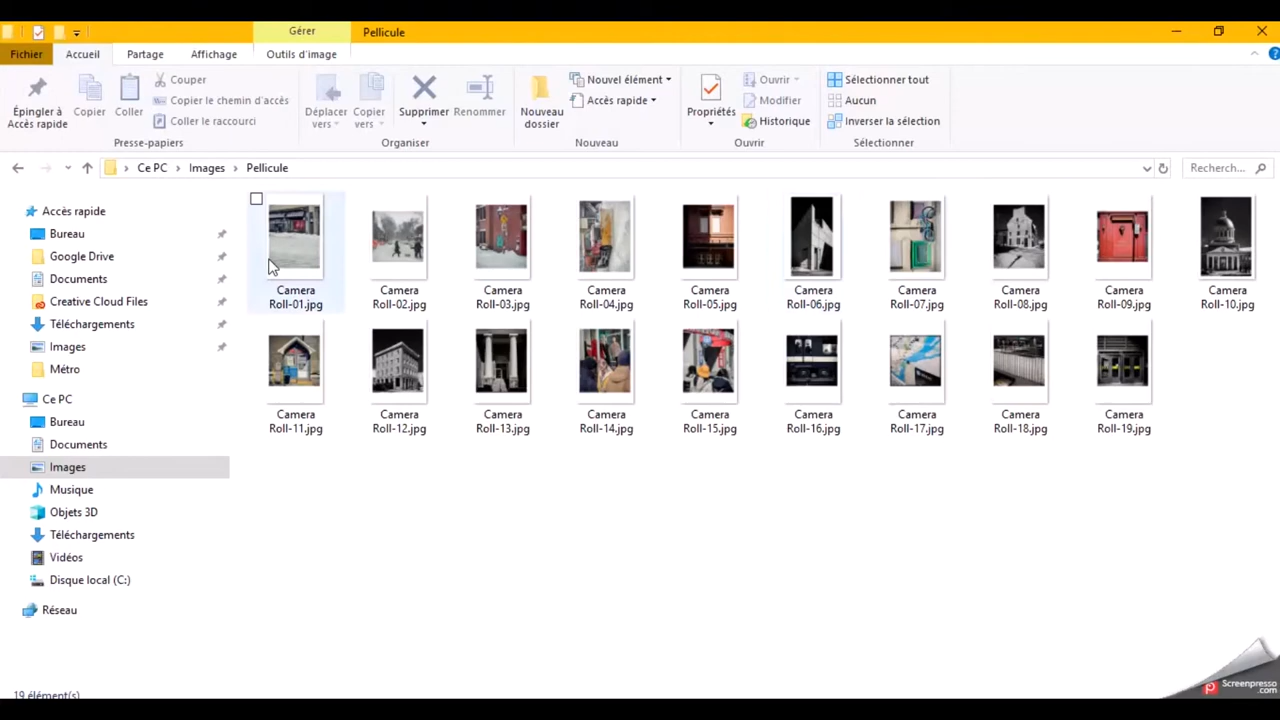 Gérer
Pellicule
Fichier
Accueil
Partage
Affichage
Outils d'image
Épingler à
Accès rapide
Copier
Coller
Couper
Copier le chemin d'accès
Coller le raccourci
Presse-papiers
Déplacer
vers
Copier
vers
Supprimer
Renommer
Organiser
Nouveau
dossier
Nouvel élément
Accès rapide
Nouveau
Propriétés
Ouvrir
Modifier
Historique
Ouvrir
Sélectionner tout
Aucun
Inverser la sélection
Sélectionner
Ce PC
Images
Pellicule
Recherch...
Accès rapide
Bureau
Google Drive
Documents
Creative Cloud Files
Téléchargements
Images
Métro
Ce PC
Bureau
Documents
Images
Musique
Objets 3D
Téléchargements
Vidéos
Disque local (C:)
Réseau
Camera
Roll-01.jpg
Camera
Roll-02.jpg
Camera
Roll-03.jpg
Camera
Roll-04.jpg
Camera
Roll-05.jpg
Camera
Roll-06.jpg
Camera
Roll-07.jpg
Camera
Roll-08.jpg
Camera
Roll-09.jpg
Camera
Roll-10.jpg
Camera
Roll-11.jpg
Camera
Roll-12.jpg
Camera
Roll-13.jpg
Camera
Roll-14.jpg
Camera
Roll-15.jpg
Camera
Roll-16.jpg
Camera
Roll-17.jpg
Camera
Roll-18.jpg
Camera
Roll-19.jpg
19 élément(s)
Screenpresso
.com